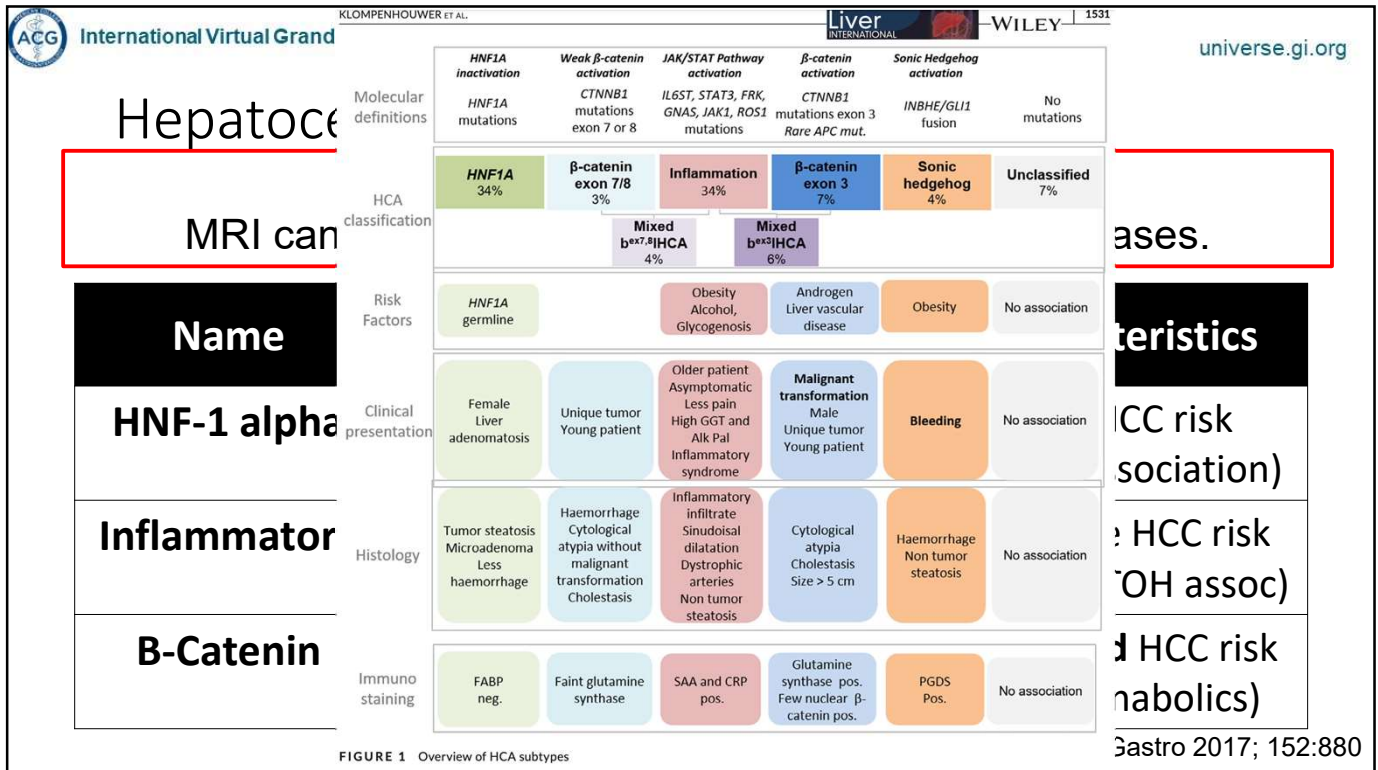 KLOMPENHOUWER ET AL.
Liver
INTERNATIONAL
WILEY
1531
ACG
International Virtual Grand
universe.gi.org
HNF1A
inactivation
Weak β-catenin
activation
JAK/STAT Pathway
activation
β-catenin
activation
Sonic Hedgehog
activation
Molecular
definitions
HNF1A
mutations
CTNNB1
mutations
exon 7 or 8
IL6ST, STAT3, FRK,
GNAS, JAK1, ROS1
mutations
CTNNB1
mutations exon 3
Rare APC mut.
INBHE/GLI1
fusion
No
mutations
HCA
classification
HNF1A
34%
β-catenin
exon 7/8
3%
Inflammation
34%
β-catenin
exon 3
7%
Sonic
hedgehog
4%
Unclassified
7%
Mixed
bex7,8IHCA
4%
Mixed
bex3IHCA
6%
MRI can
ases.
Risk
Factors
HNF1A
germline
Obesity
Alcohol,
Glycogenosis
Androgen
Liver vascular
disease
Obesity
No association
Name
teristics
Clinical
presentation
Female
Liver
adenomatosis
Unique tumor
Young patient
Older patient
Asymptomatic
Less pain
High GGT and
Alk Pal
Inflammatory
syndrome
Malignant
transformation
Male
Unique tumor
Young patient
Bleeding
No association
HNF-1 alpha
HCC risk
sociation)
Histology
Tumor steatosis
Microadenoma
Less
haemorrhage
Haemorrhage
Cytological
atypia without
malignant
transformation
Cholestasis
Inflammatory
infiltrate
Sinudoisal
dilatation
Dystrophic
arteries
Non tumor
steatosis
Cytological
atypia
Cholestasis
Size > 5 cm
Haemorrhage
Non tumor
steatosis
No association
Inflammator
HCC risk
TOH assoc)
Immuno
staining
FABP
neg.
Faint glutamine
synthase
SAA and CRP
pos.
Glutamine
synthase pos.
Few nuclear β-
catenin pos.
PGDS
Pos.
No association
B-Catenin
d HCC risk
nabolics)
FIGURE 1 Overview of HCA subtypes
Gastro 2017; 152:880
Hepatoce